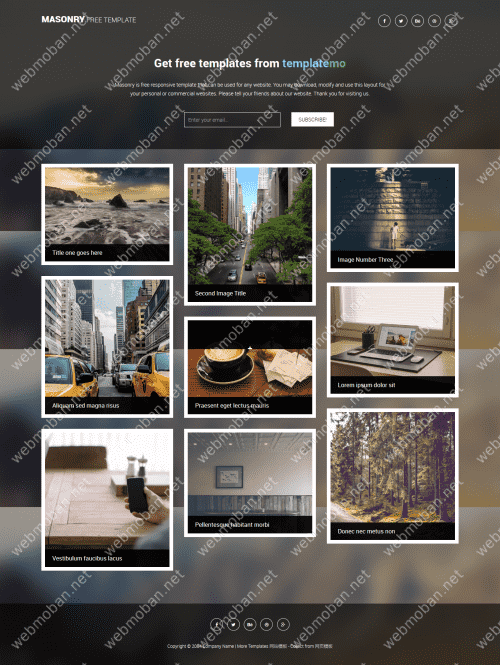 MASONRY FREE TEMPLATE
Get free templates from templatemo
Masonry is free responsive template that can be used for any website. You may download, modify and use this layout for
your personal or commercial websites. Please tell your friends about our website. Thank you for visiting us.
Enter your email...
SUBSCRIBE!
Title one goes here
Second Image Title
Image Number Three
Aliquam sed magna risus
Praesent eget lectus mauris
Lorem ipsum dolor sit
Vestibulum faucibus lacus
Pellentesque habitant morbi
Donec nec metus non
Copyright © Company Name | More Templates - Collect from
webmoban.net